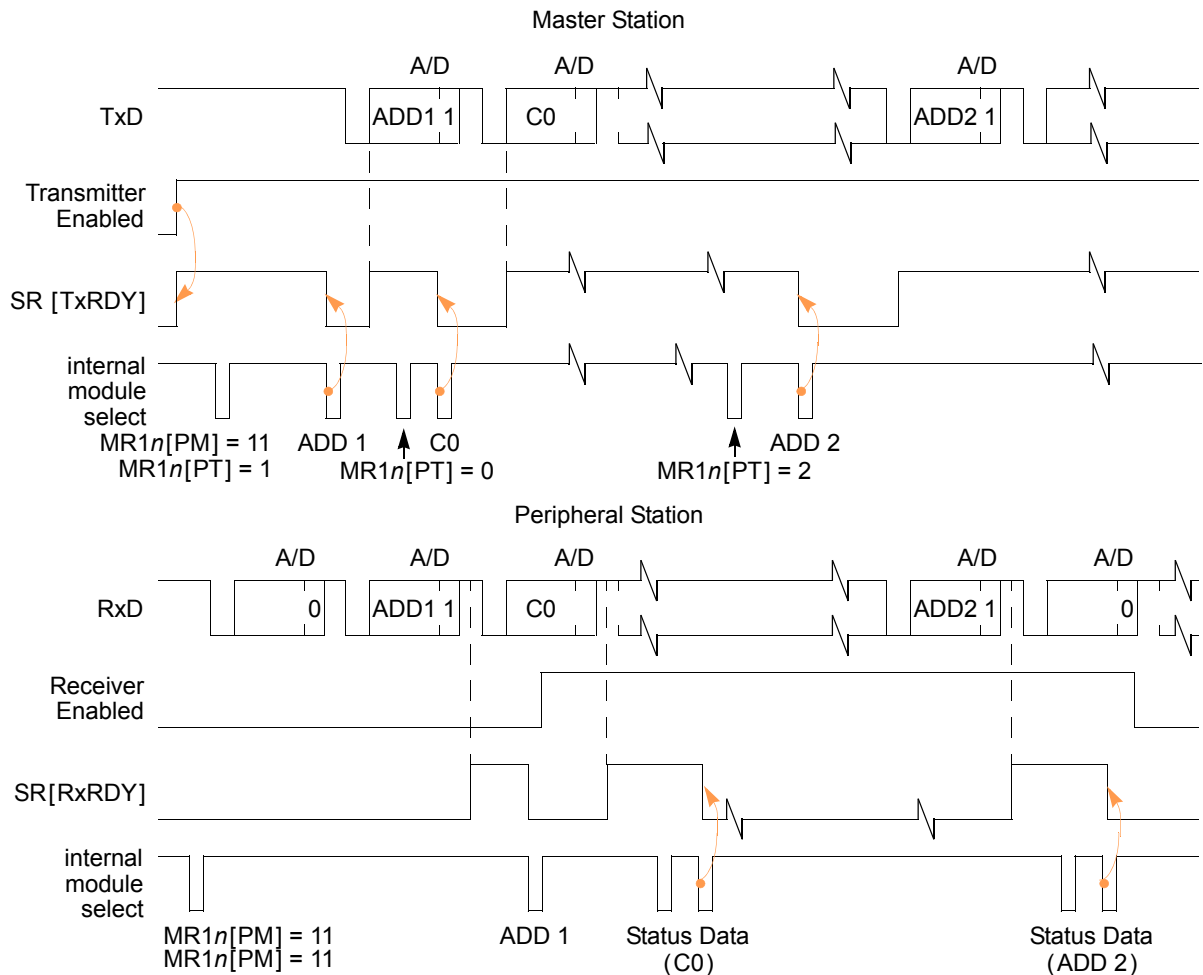 Master Station
A/D A/D A/D
TxD ADD1 1 C0 ADD2 1
Transmitter
Enabled
SR [TxRDY]
internal
module
select
MR1n[PM] = 11 ADD 1 C0 ADD 2
MR1n[PT] = 1 MR1n[PT] = 0 MR1n[PT] = 2
Peripheral Station
A/D A/D A/D A/D A/D
RxD 0 ADD1 1 C0 ADD2 1 0
Receiver
Enabled
SR[RxRDY]
internal
module
select
MR1n[PM] = 11 ADD 1 Status Data Status Data
MR1n[PM] = 11 (C0) (ADD 2)